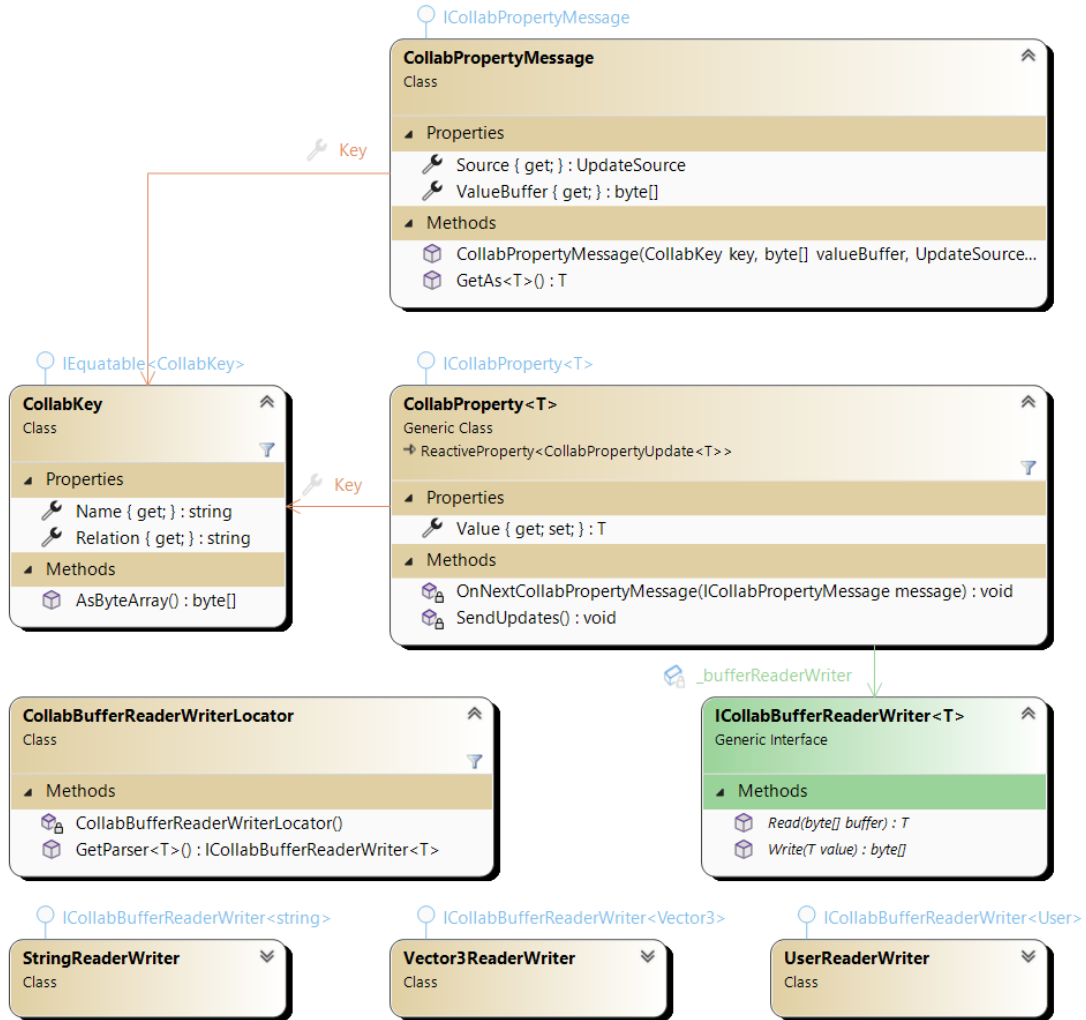 ICollabPropertyMessage
CollabPropertyMessage
Class
Properties
Source { get; } : UpdateSource
ValueBuffer { get; } : byte[]
Methods
CollabPropertyMessage(CollabKey key, byte[] valueBuffer, UpdateSource...
GetAs<T>() : T
Key
IEquatable<CollabKey>
CollabKey
Class
Properties
Name { get; } : string
Relation { get; } : string
Methods
AsByteArray() : byte[]
ICollabProperty<T>
CollabProperty<T>
Generic Class
ReactiveProperty<CollabPropertyUpdate<T>>
Key
Properties
Value { get; set; } : T
Methods
OnNextCollabPropertyMessage(ICollabPropertyMessage message) : void
SendUpdates() : void
_bufferReaderWriter
CollabBufferReaderWriterLocator
Class
Methods
CollabBufferReaderWriterLocator()
GetParser<T>() : ICollabBufferReaderWriter<T>
ICollabBufferReaderWriter<T>
Generic Interface
Methods
Read(byte[] buffer) : T
Write(T value) : byte[]
ICollabBufferReaderWriter<string>
StringReaderWriter
Class
ICollabBufferReaderWriter<Vector3>
Vector3ReaderWriter
Class
ICollabBufferReaderWriter<User>
UserReaderWriter
Class